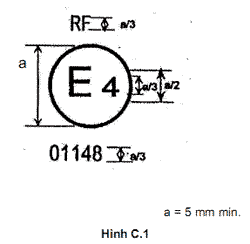 RF a/3
a
E 4 a/3 a/2
01148 a/3
a = 5 mm min.
Hình C.1